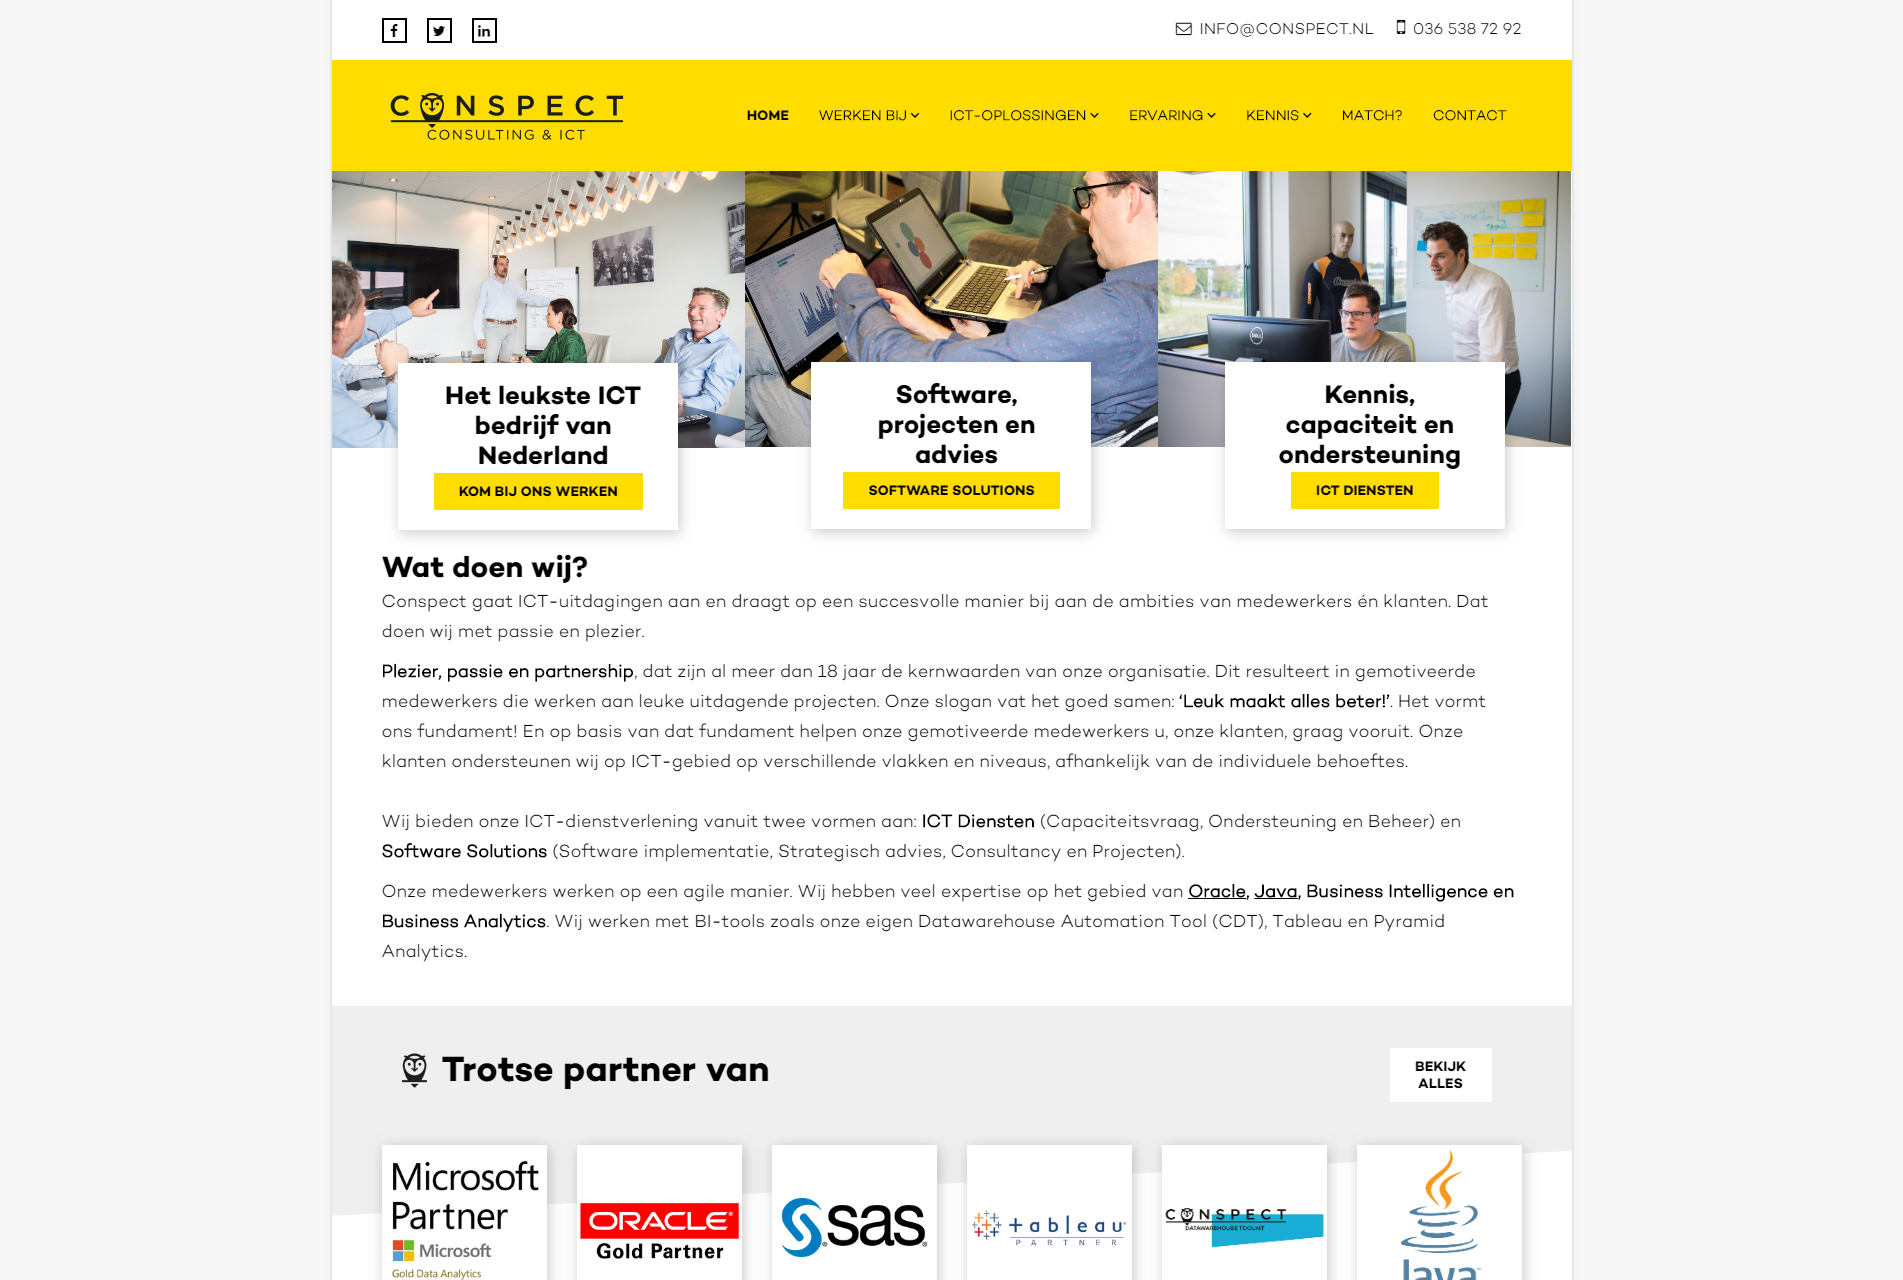 INFO@CONSPECT.NL 036 538 72 92
CONSPECT
CONSULTING & ICT
HOME WERKEN BIJ ICT-OPLOSSINGEN ERVARING KENNIS MATCH? CONTACT
Het leukste ICT
bedrijf van
Nederland
KOM BIJ ONS WERKEN
Software,
projecten en
advies
SOFTWARE SOLUTIONS
Kennis,
capaciteit en
ondersteuning
ICT DIENSTEN
Wat doen wij?
Conspect gaat ICT-uitdagingen aan en draagt op een succesvolle manier bij aan de ambities van medewerkers én klanten. Dat
doen wij met passie en plezier.
Plezier, passie en partnership, dat zijn al meer dan 18 jaar de kernwaarden van onze organisatie. Dit resulteert in gemotiveerde
medewerkers die werken aan leuke uitdagende projecten. Onze slogan vat het goed samen: ‘Leuk maakt alles beter!’. Het vormt
ons fundament! En op basis van dat fundament helpen onze gemotiveerde medewerkers u, onze klanten, graag vooruit. Onze
klanten ondersteunen wij op ICT-gebied op verschillende vlakken en niveaus, afhankelijk van de individuele behoeftes.
Wij bieden onze ICT-dienstverlening vanuit twee vormen aan: ICT Diensten (Capaciteitsvraag, Ondersteuning en Beheer) en
Software Solutions (Software implementatie, Strategisch advies, Consultancy en Projecten).
Onze medewerkers werken op een agile manier. Wij hebben veel expertise op het gebied van Oracle, Java, Business Intelligence en
Business Analytics. Wij werken met BI-tools zoals onze eigen Datawarehouse Automation Tool (CDT), Tableau en Pyramid
Analytics.
Trotse partner van
BEKIJK
ALLES
Microsoft
Partner
Microsoft
Gold Data Analytics
ORACLE
Gold Partner
sas
tableau
PARTNER
CONSPECT
DATAWAREHOUSE TOOLKIT
Java